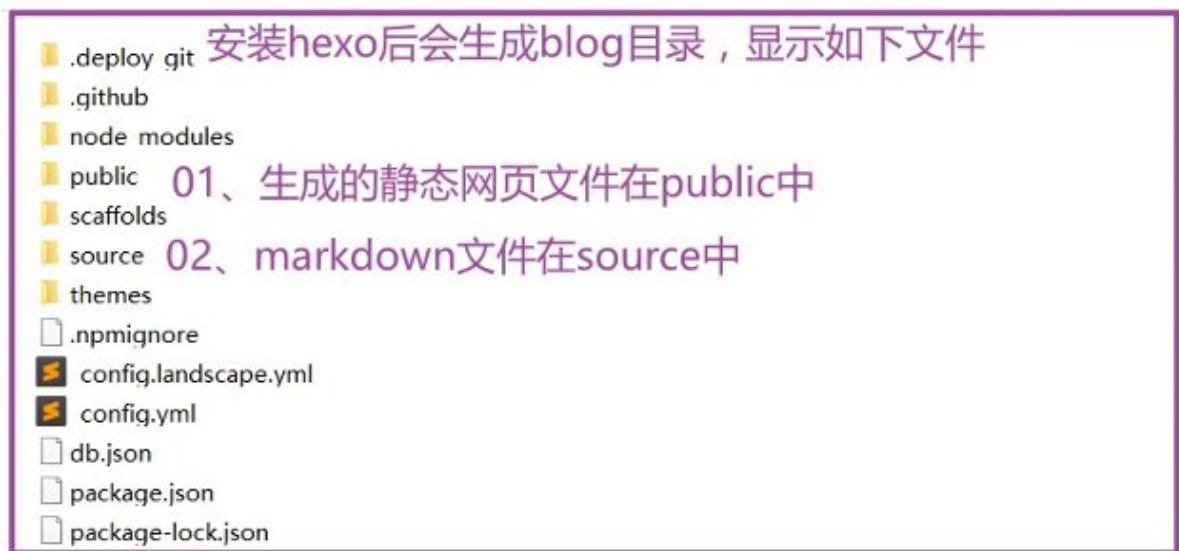 .deploy git 安装hexo后会生成blog目录，显示如下文件
.github
node modules
public 01、生成的静态网页文件在public中
scaffolds
source 02、markdown文件在source中
themes
.npmignore
config.landscape.yml
config.yml
db.json
package.json
package-lock.json